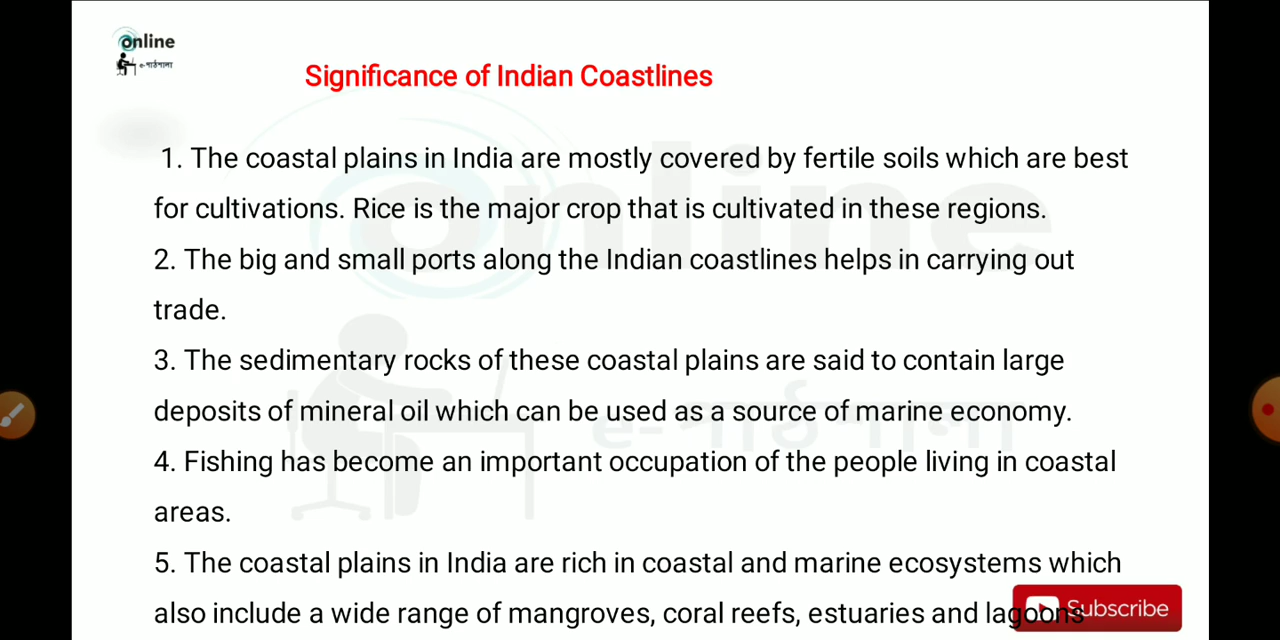 online
e-পাঠশালা
Significance of Indian Coastlines
1. The coastal plains in India are mostly covered by fertile soils which are best
for cultivations. Rice is the major crop that is cultivated in these regions.
2. The big and small ports along the Indian coastlines helps in carrying out
trade.
3. The sedimentary rocks of these coastal plains are said to contain large
deposits of mineral oil which can be used as a source of marine economy.
4. Fishing has become an important occupation of the people living in coastal
areas.
5. The coastal plains in India are rich in coastal and marine ecosystems which
also include a wide range of mangroves, coral reefs, estuaries and lagoons
Subscribe
online
e-পাঠশালা